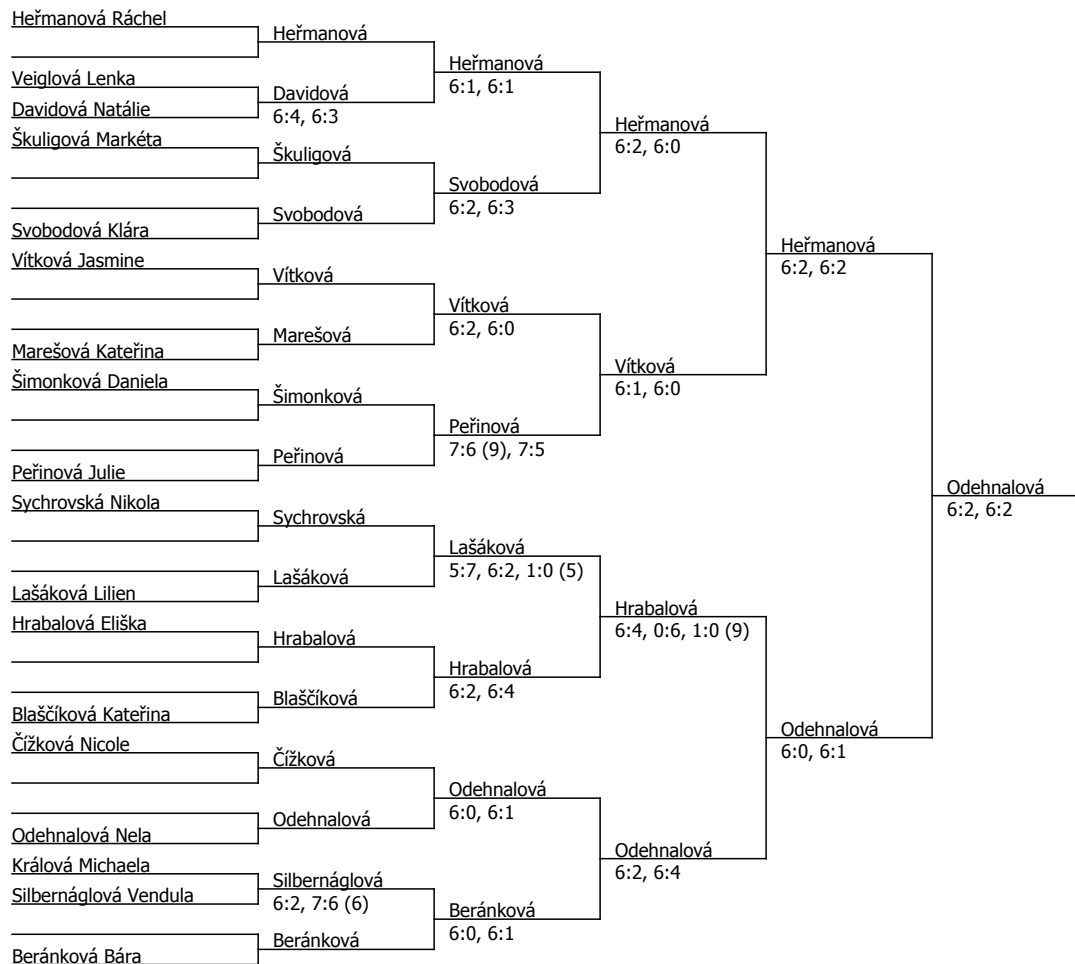 Heřmanová Ráchel
Veiglová Lenka
Davidová Natálie
Škuligová Markéta
Svobodová Klára
Vítková Jasmine
Marešová Kateřina
Šimonková Daniela
Peřinová Julie
Sychrovská Nikola
Lašáková Lilien
Hrabalová Eliška
Blaščíková Kateřina
Čížková Nicole
Odehnalová Nela
Králová Michaela
Silbernáglová Vendula
Beránková Bára
Heřmanová
Davidová
6:4, 6:3
Škuligová
Svobodová
Vítková
Marešová
Šimonková
Peřinová
Sychrovská
Lašáková
Hrabalová
Blaščíková
Čížková
Odehnalová
Silbernáglová
6:2, 7:6 (6)
Beránková
Heřmanová
6:1, 6:1
Svobodová
6:2, 6:3
Vítková
6:2, 6:0
Peřinová
7:6 (9), 7:5
Lašáková
5:7, 6:2, 1:0 (5)
Hrabalová
6:2, 6:4
Odehnalová
6:0, 6:1
Beránková
6:0, 6:1
Heřmanová
6:2, 6:0
Vítková
6:1, 6:0
Hrabalová
6:4, 0:6, 1:0 (9)
Odehnalová
6:2, 6:4
Heřmanová
6:2, 6:2
Odehnalová
6:0, 6:1
Odehnalová
6:2, 6:2